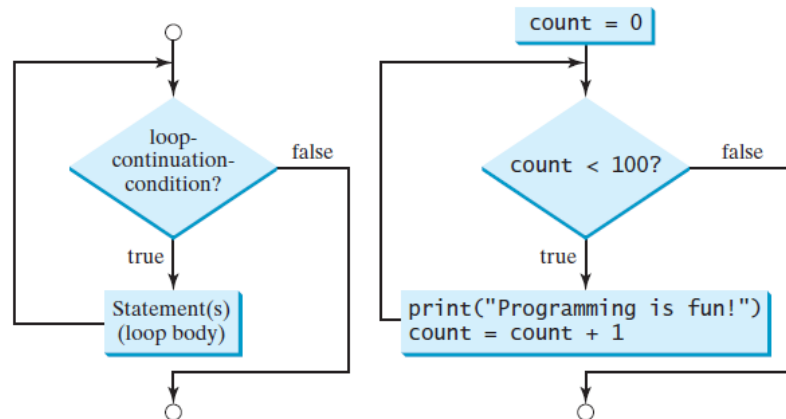 loop-
continuation-
condition?
false
true
Statement(s)
(loop body)
count = 0
count < 100?
false
true
print("Programming is fun!")
count = count + 1